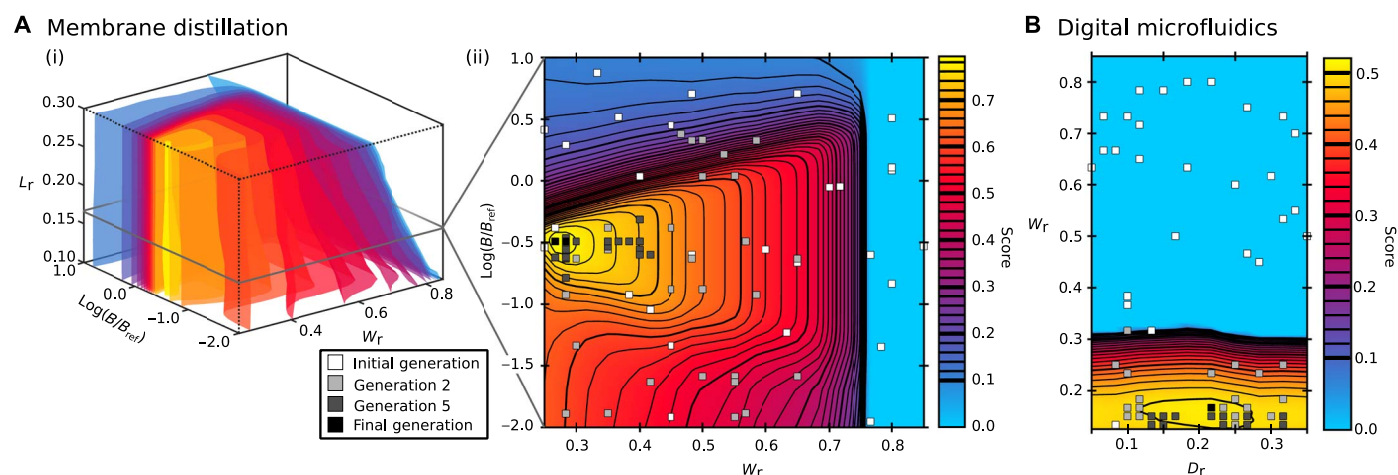 A Membrane distillation
(i)
0.30
0.25
Lr
0.20
0.15
0.10
1.0
0.0
Log(B/Bref)
−1.0
−2.0
0.4
0.6
Wr
0.8
Initial generation
Generation 2
Generation 5
Final generation
(ii)
1.0
0.5
0.0
Log(B/Bref)
−0.5
−1.0
−1.5
−2.0
0.3 0.4 0.5 0.6 0.7 0.8
Wr
0.7
0.6
0.5
0.4
0.3
0.2
0.1
0.0
Score
B Digital microfluidics
0.8
0.7
0.6
Wr
0.5
0.4
0.3
0.2
0.1 0.2 0.3
Dr
0.5
0.4
0.3
0.2
0.1
0.0
Score